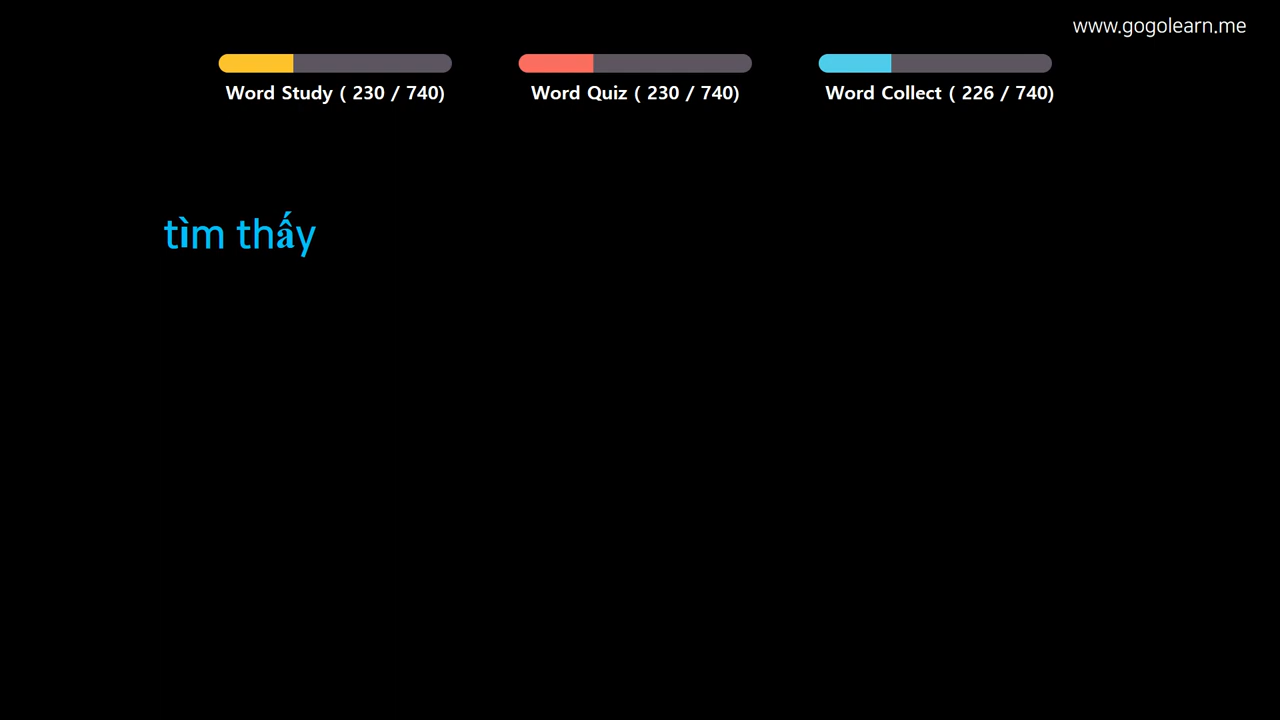 www.gogolearn.me
Word Study ( 230 / 740)
Word Quiz ( 230 / 740)
Word Collect ( 226 / 740)
tìm thấy